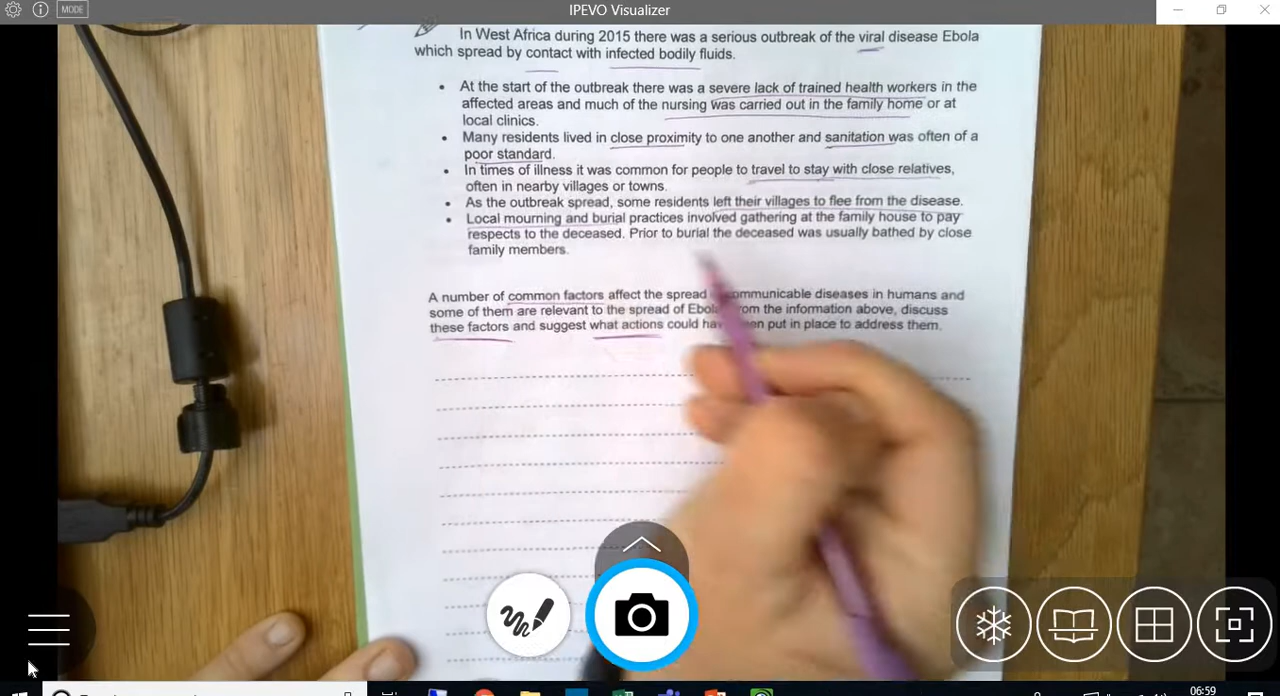 MODE
IPEVO Visualizer
In West Africa during 2015 there was a serious outbreak of the viral disease Ebola
which spread by contact with infected bodily fluids.
• At the start of the outbreak there was a severe lack of trained health workers in the
affected areas and much of the nursing was carried out in the family home or at
local clinics.
• Many residents lived in close proximity to one another and sanitation was often of a
poor standard.
• In times of illness it was common for people to travel to stay with close relatives,
often in nearby villages or towns.
• As the outbreak spread, some residents left their villages to flee from the disease.
• Local mourning and burial practices involved gathering at the family house to pay
respects to the deceased. Prior to burial the deceased was usually bathed by close
family members.
A number of common factors affect the spread communicable diseases in humans and
some of them are relevant to the spread of Ebola from the information above, discuss
these factors and suggest what actions could have been put in place to address them.
06:59